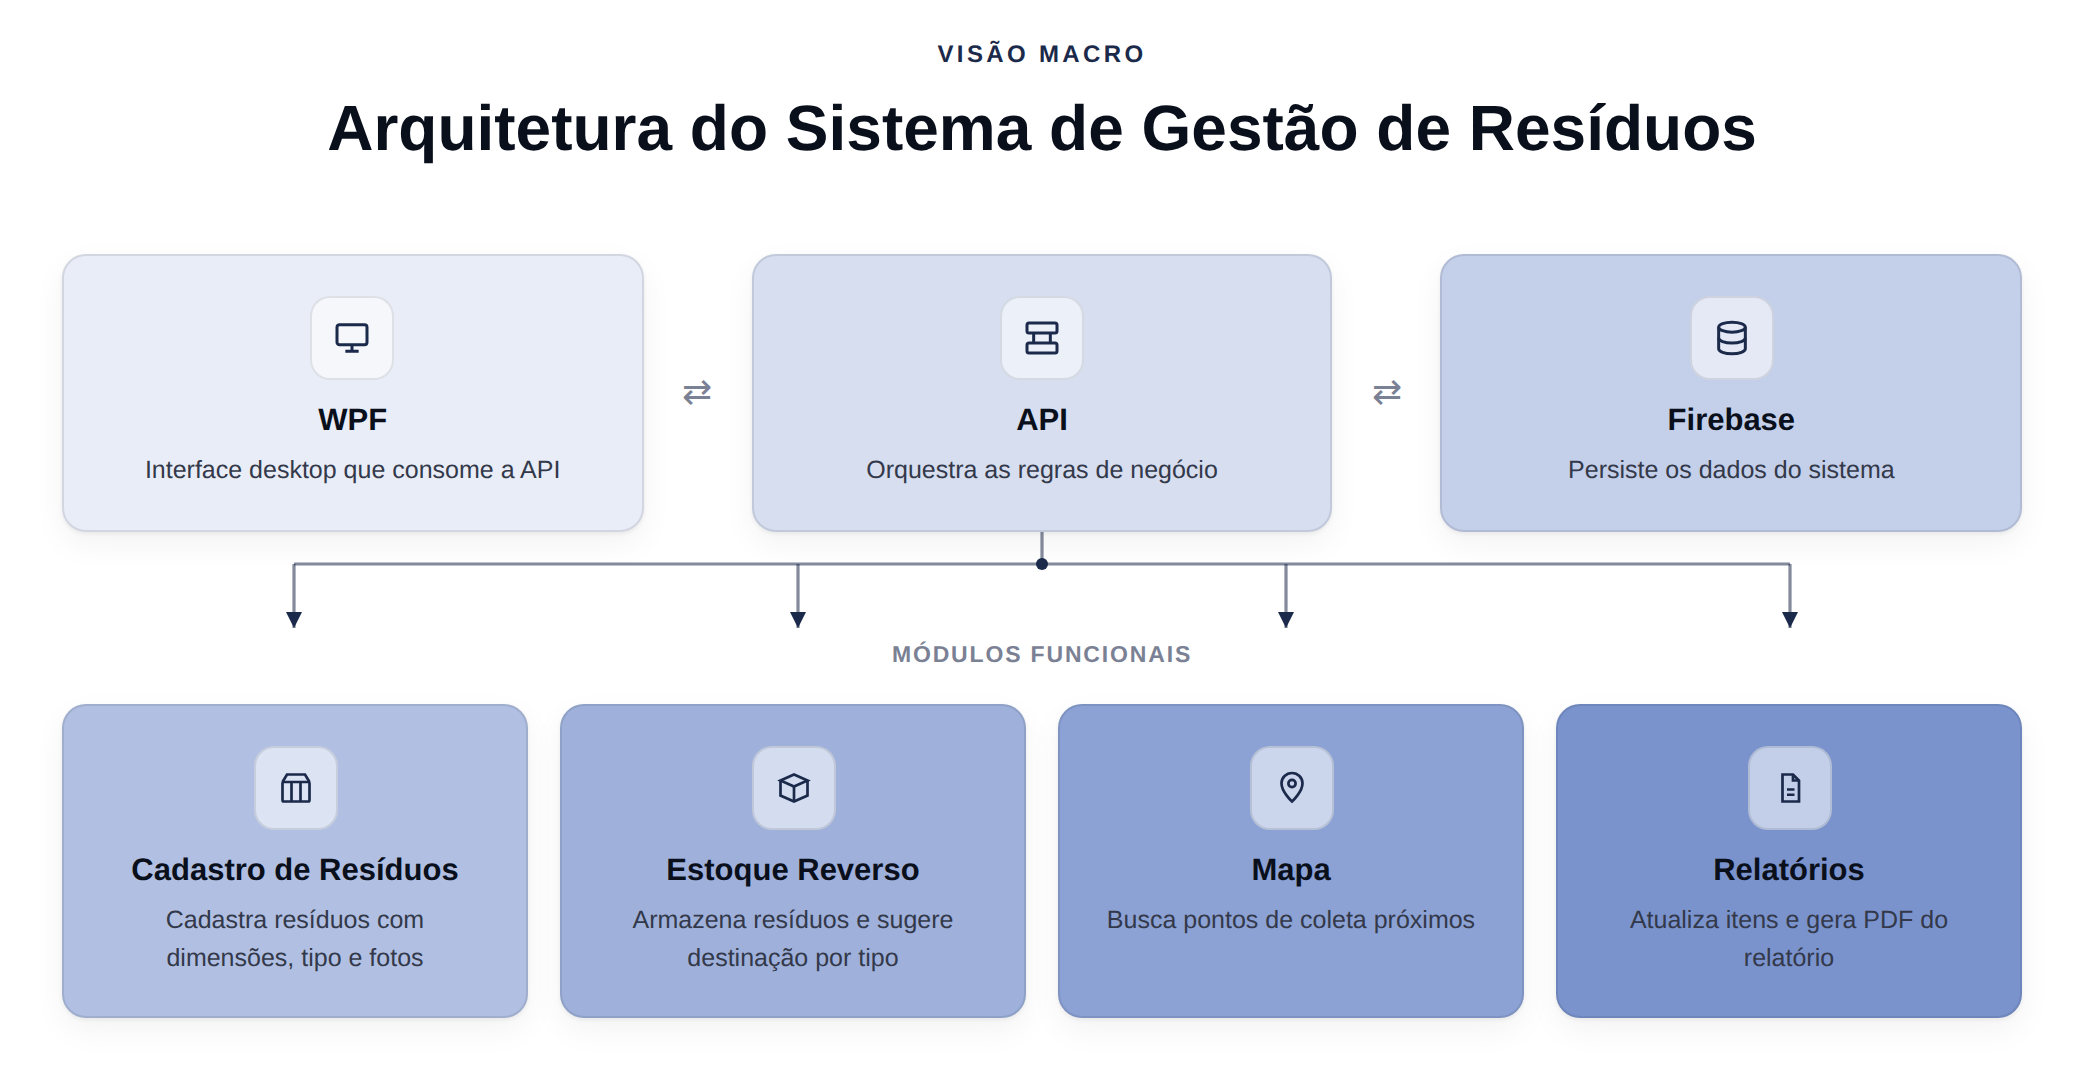 VISÃO MACRO
Arquitetura do Sistema de Gestão de Resíduos
WPF
Interface desktop que consome a API
⇄
API
Orquestra as regras de negócio
⇄
Firebase
Persiste os dados do sistema
MÓDULOS FUNCIONAIS
Cadastro de Resíduos
Cadastra resíduos com
dimensões, tipo e fotos
Estoque Reverso
Armazena resíduos e sugere
destinação por tipo
Mapa
Busca pontos de coleta próximos
Relatórios
Atualiza itens e gera PDF do
relatório